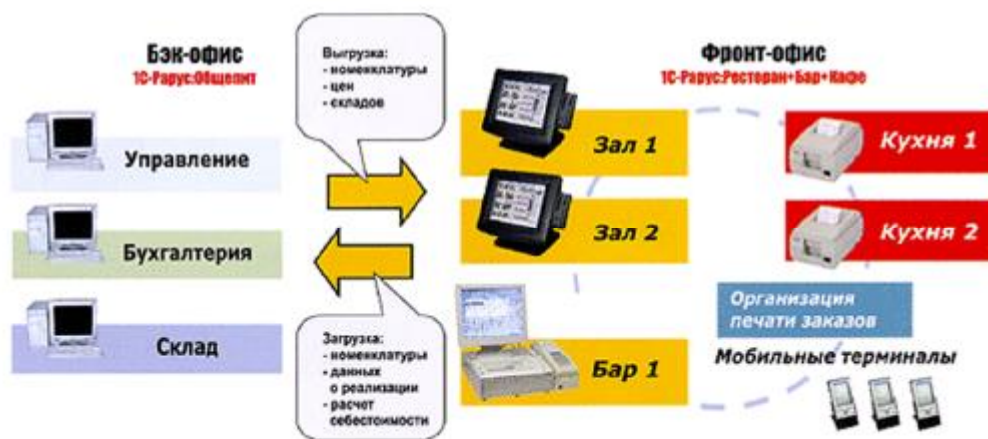 Бэк-офис
1С-Рарус:Общепит
Управление
Бухгалтерия
Склад
Выгрузка:
- номенклатуры
- цен
- складов
Загрузка:
- номенклатуры
- данных
о реализации
- расчет
себестоимости
Фронт-офис
1С-Рарус:Ресторан+Бар+Кафе
Зал 1
Зал 2
Бар 1
Кухня 1
Кухня 2
Организация
печати заказов
Мобильные терминалы